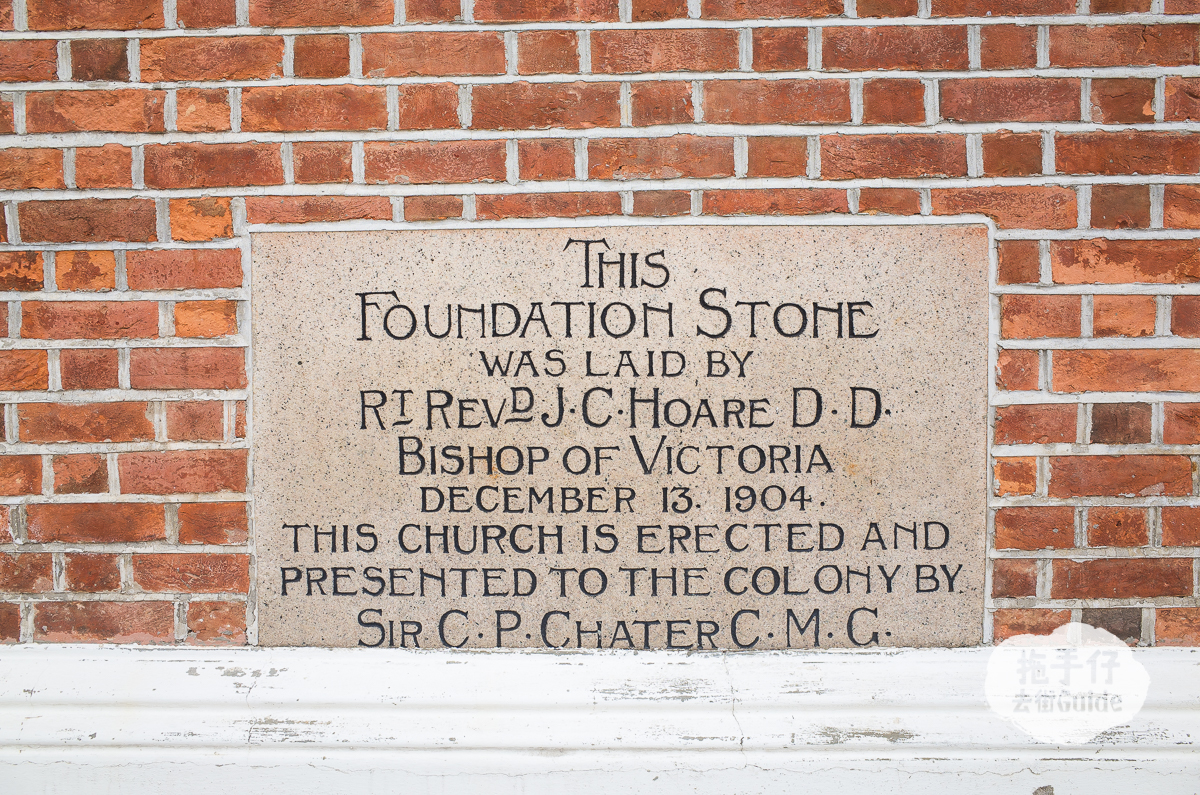 THIS
FOUNDATION STONE
WAS LAID BY
RT REVD J.C.HOARE D.D.
BISHOP OF VICTORIA
DECEMBER 13. 1904.
THIS CHURCH IS ERECTED AND
PRESENTED TO THE COLONY BY
SIR C.P.CHATER C.M.G.
拖手仔
去街Guide